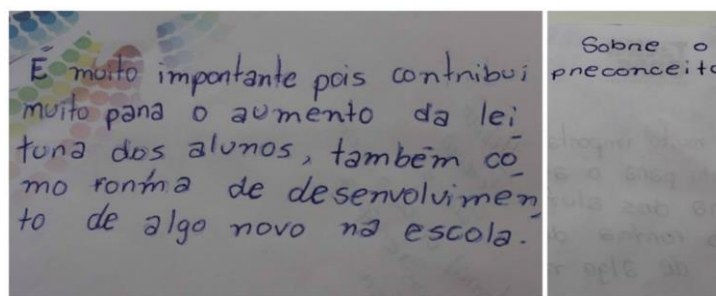 É muito importante pois contribui
muito para o aumento da lei
tura dos alunos, também co
mo forma de desenvolvimen
to de algo novo na escola.
Sobre o
preconceito